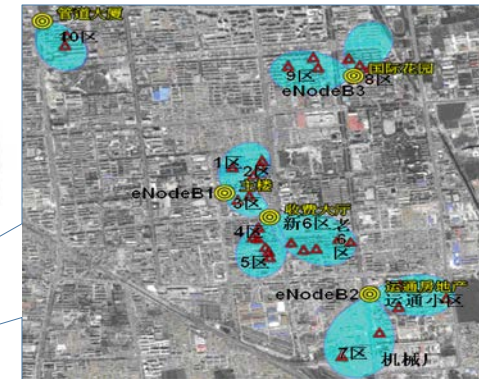 管道大厦
10区
9区
国际花园
8区
eNodeB3
1区
2区
主楼
eNodeB1
3区
收费大厅
新6区
老6区
4区
5区
eNodeB2
运通房地产
运通小区
7区
机械厂